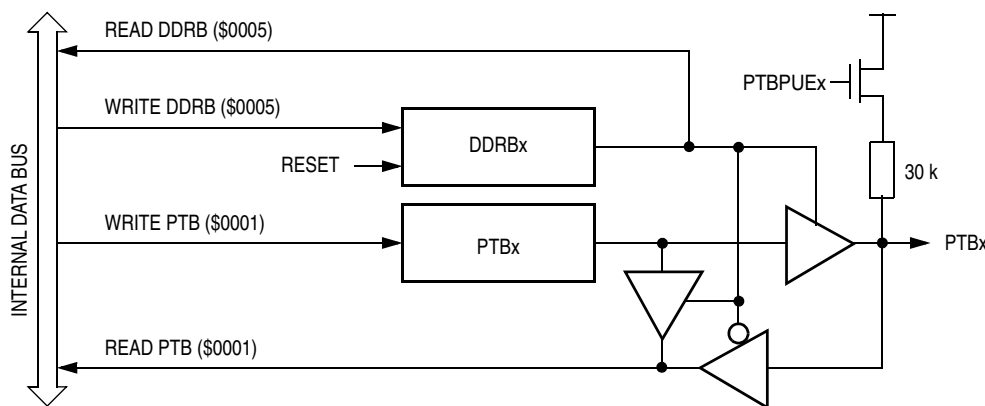 READ DDRB ($0005)
PTBPUEx
WRITE DDRB ($0005)
DDRBx
RESET
30 k
INTERNAL DATA BUS
WRITE PTB ($0001)
PTBx
PTBx
READ PTB ($0001)